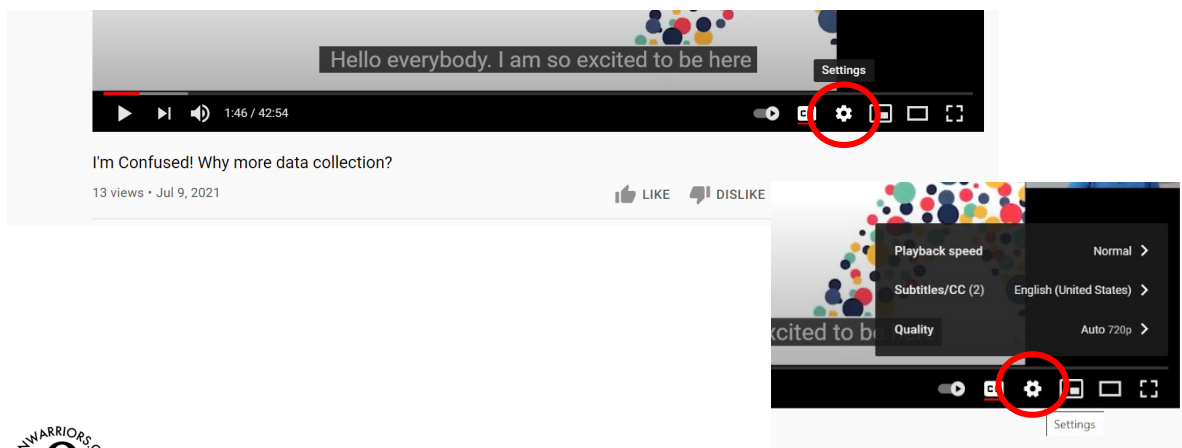 Hello everybody. I am so excited to be here
Settings
1:46 / 42:54
I'm Confused! Why more data collection?
13 views • Jul 9, 2021
LIKE DISLIKE
Playback speed Normal
Subtitles/CC (2) English (United States)
Quality Auto 720p
xcited to be
Settings